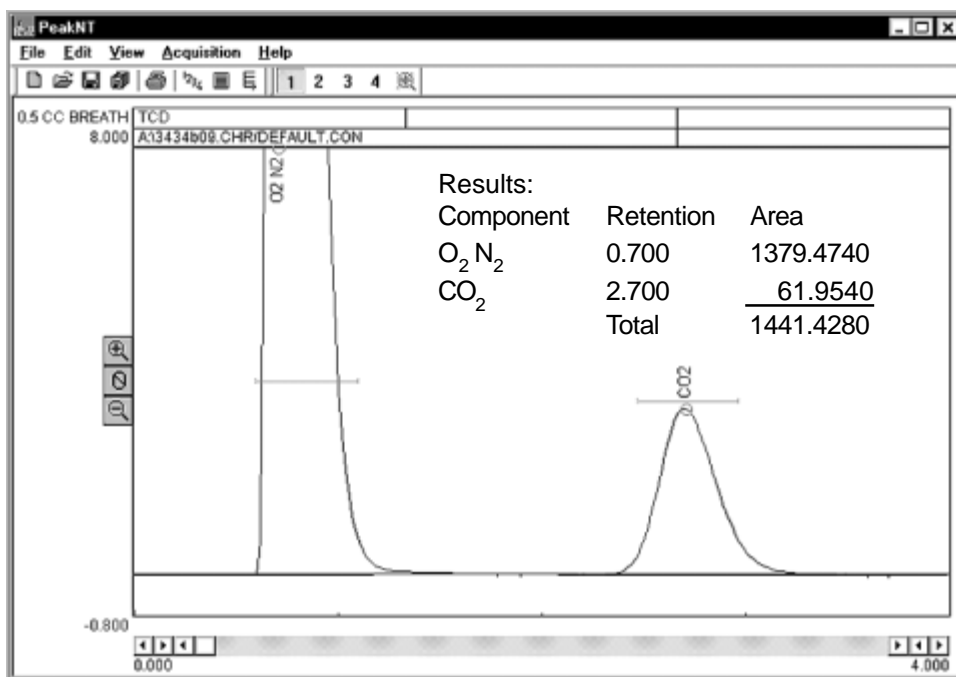 PeakNT
File Edit View Acquisition Help
1 2 3 4
0.5 CC BREATH TCD
8.000 A:\3434b09.CHR/DEFAULT.CON
O2 N2
Results:
Component Retention Area
O2 N2 0.700 1379.4740
CO2 2.700 61.9540
Total 1441.4280
CO2
-0.800
0.000 4.000